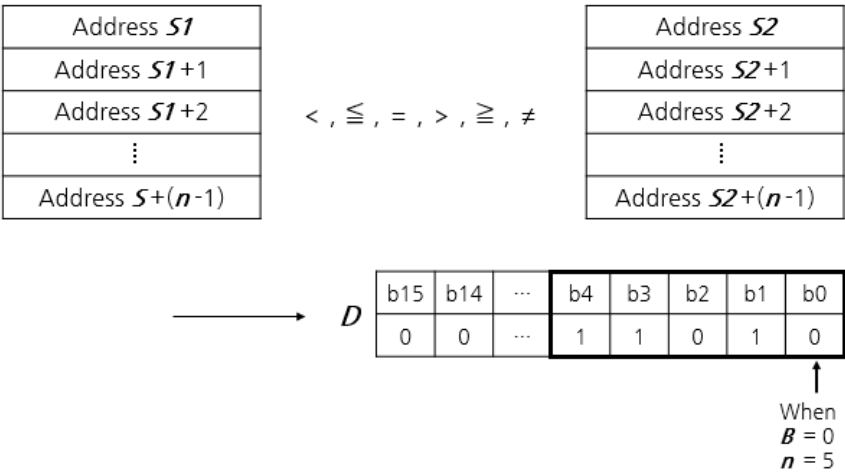 Address S1
Address S1+1
Address S1+2
⋮
Address S+(n-1)
< , ≦ , = , > , ≧ , ≠
Address S2
Address S2+1
Address S2+2
⋮
Address S2+(n-1)
D
b15 b14 ··· b4 b3 b2 b1 b0
0 0 ··· 1 1 0 1 0
When
B = 0
n = 5